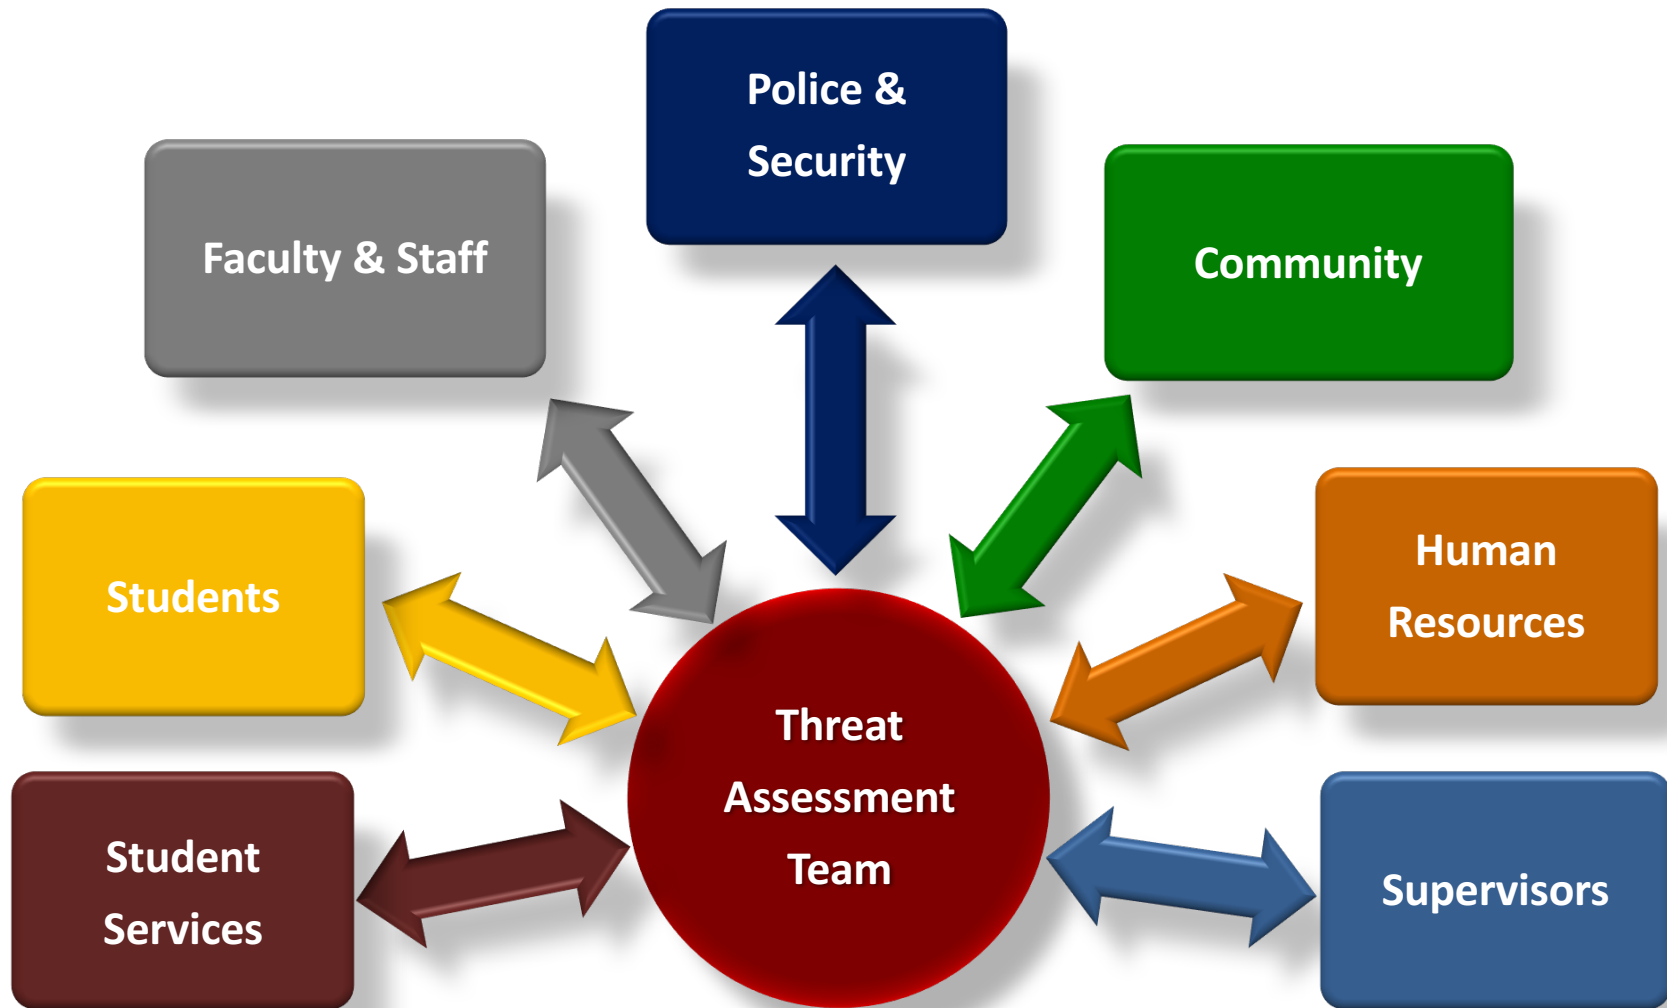 Police &
Security
Faculty & Staff
Community
Students
Human
Resources
Threat
Assessment
Team
Student
Services
Supervisors